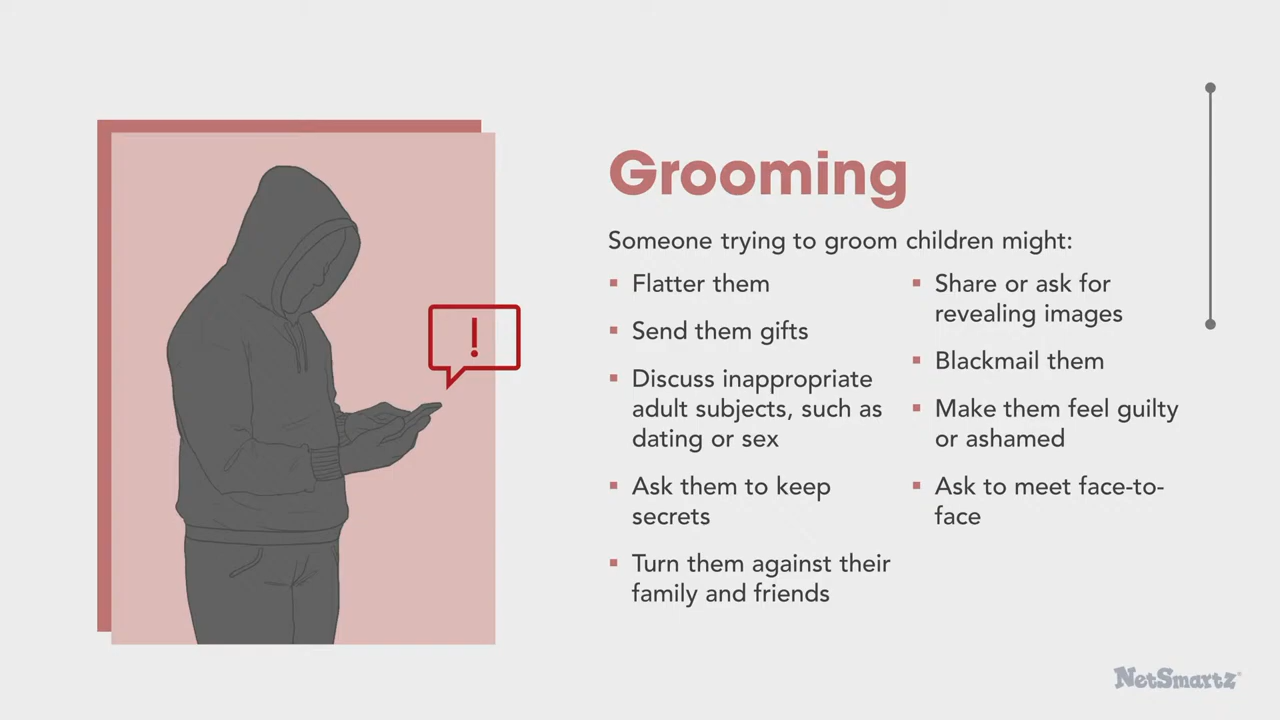 !
Grooming
Someone trying to groom children might:
▪ Flatter them
▪ Send them gifts
▪ Discuss inappropriate
adult subjects, such as
dating or sex
▪ Ask them to keep
secrets
▪ Turn them against their
family and friends
▪ Share or ask for
revealing images
▪ Blackmail them
▪ Make them feel guilty
or ashamed
▪ Ask to meet face-to-
face
NetSmartz®